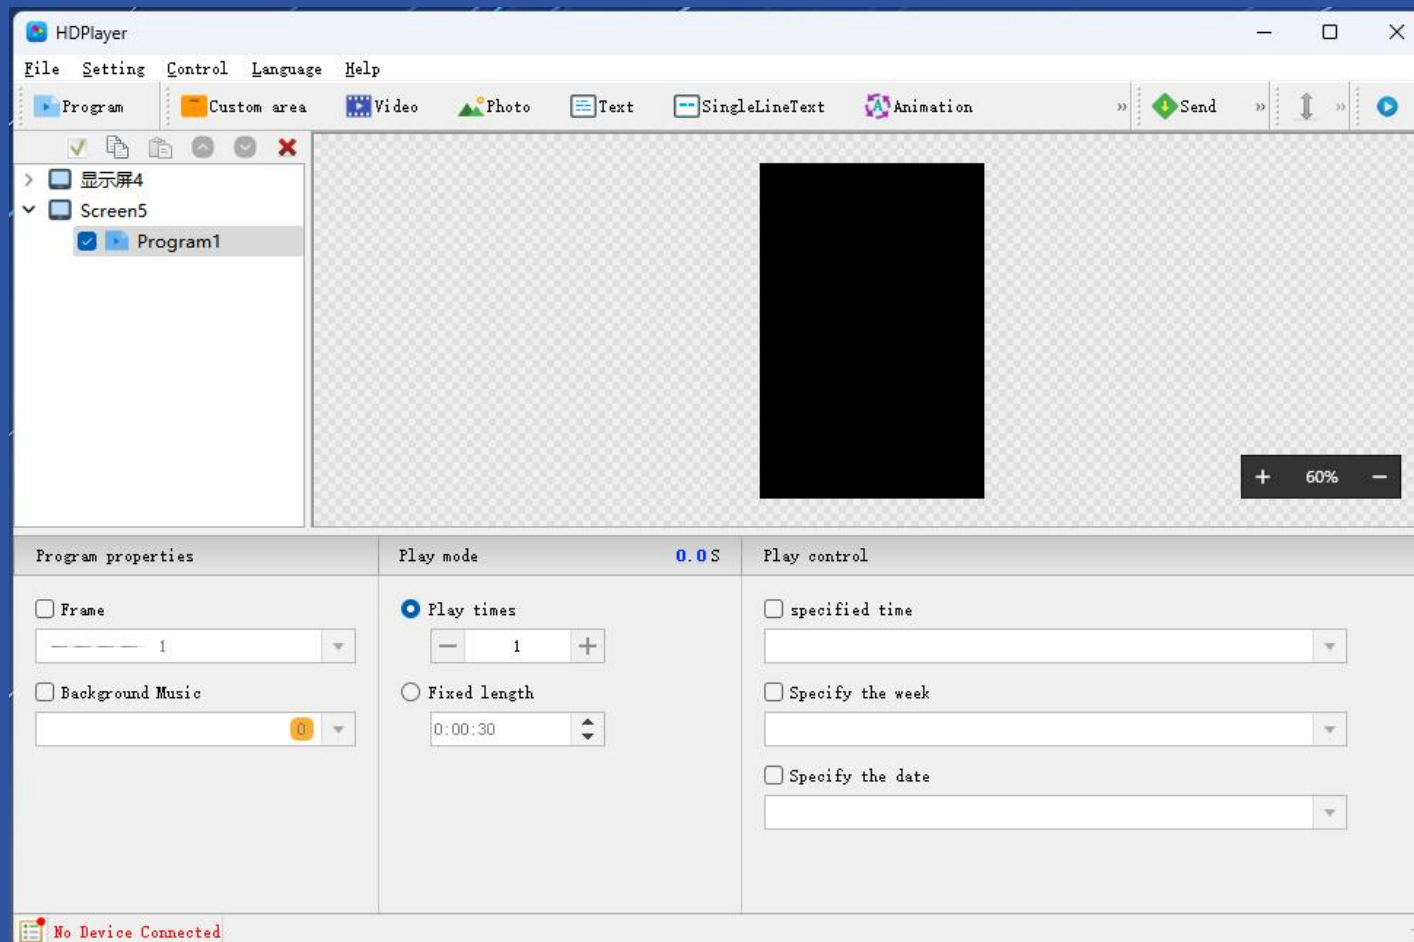 HDPlayer
File Setting Control Language Help
Program Custom area Video Photo Text SingleLineText Animation » Send » »
显示屏4
Screen5
Program1
+ 60% −
Program properties Play mode 0.0S Play control
Frame Play times specified time
1 − 1 +
Background Music Fixed length Specify the week
0 0:00:30
Specify the date
No Device Connected